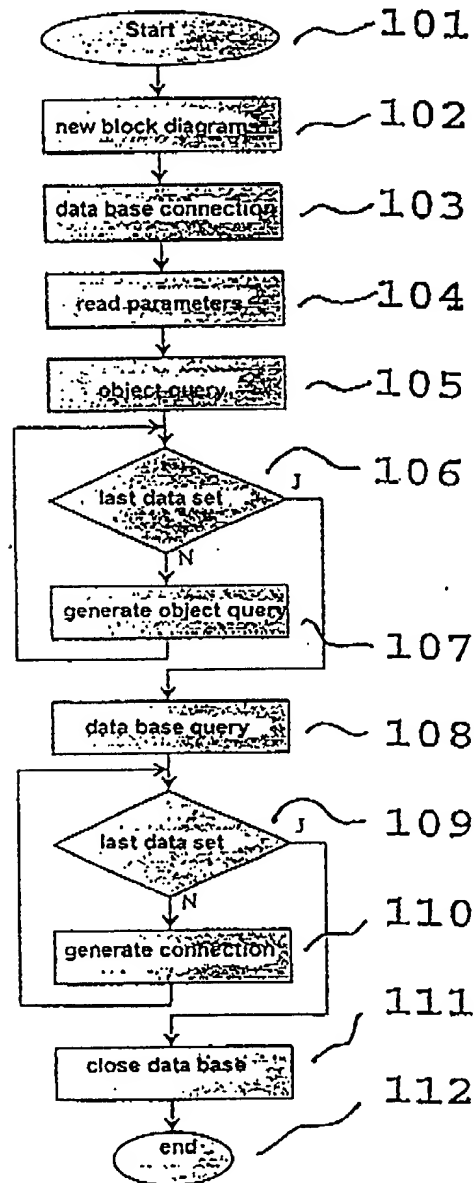 Start 101
new block diagrams 102
data base connection 103
read parameters 104
object query 105
last data set J 106
N
generate object query 107
data base query 108
last data set J 109
N
generate connection 110
close data base 111
end 112